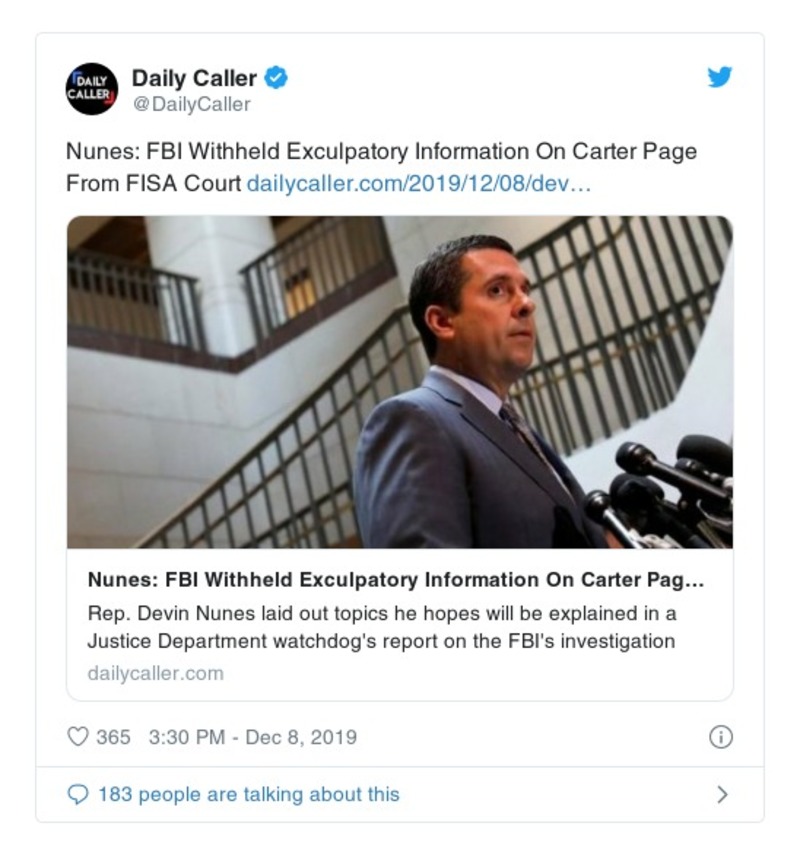 DAILY
CALLER
Daily Caller
@DailyCaller
Nunes: FBI Withheld Exculpatory Information On Carter Page
From FISA Court dailycaller.com/2019/12/08/dev…
Nunes: FBI Withheld Exculpatory Information On Carter Pag...
Rep. Devin Nunes laid out topics he hopes will be explained in a
Justice Department watchdog's report on the FBI's investigation
dailycaller.com
365 3:30 PM - Dec 8, 2019
183 people are talking about this